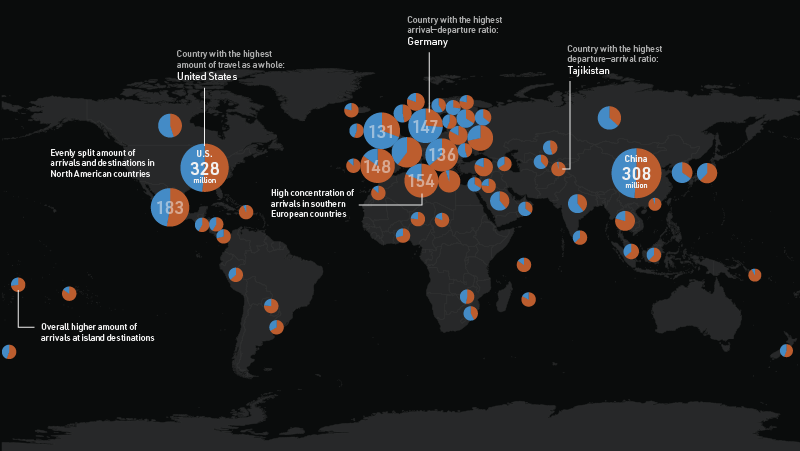 Country with the highest
arrival–departure ratio:
Germany
Country with the highest
departure–arrival ratio:
Tajikistan
Country with the highest
amount of travel as a whole:
United States
131
147
Evenly split amount of
arrivals and destinations in
North American countries
U.S.
328
million
148
136
154
China
308
million
183
High concentration of
arrivals in southern
European countries
Overall higher amount of
arrivals at island destinations